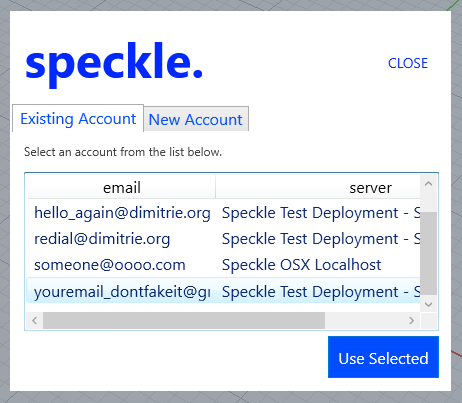 speckle.
CLOSE
Existing Account New Account
Select an account from the list below.
email server
hello_again@dimitrie.org Speckle Test Deployment - S
redial@dimitrie.org Speckle Test Deployment - S
someone@oooo.com Speckle OSX Localhost
youremail_dontfakeit@g Speckle Test Deployment - S
Use Selected